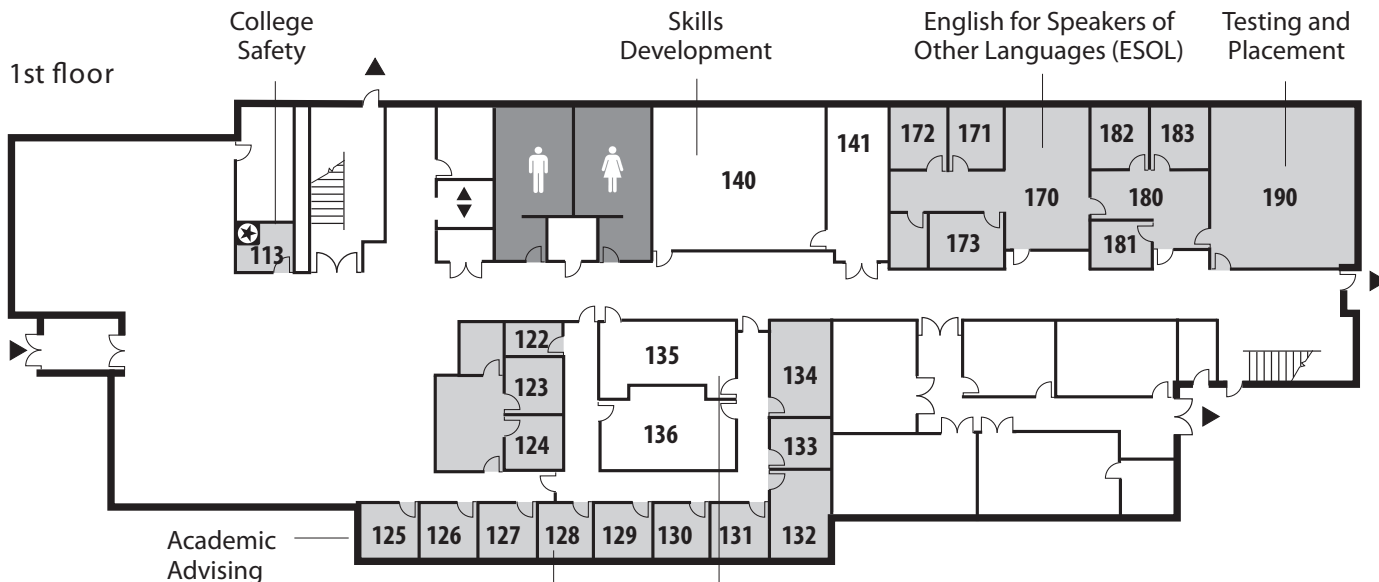 College
Safety
Skills
Development
English for Speakers of
Other Languages (ESOL)
Testing and
Placement
1st floor
172
171
182
183
141
140
170
180
190
113
173
181
122
135
123
134
136
124
133
125
126
127
128
129
130
131
132
Academic
Advising